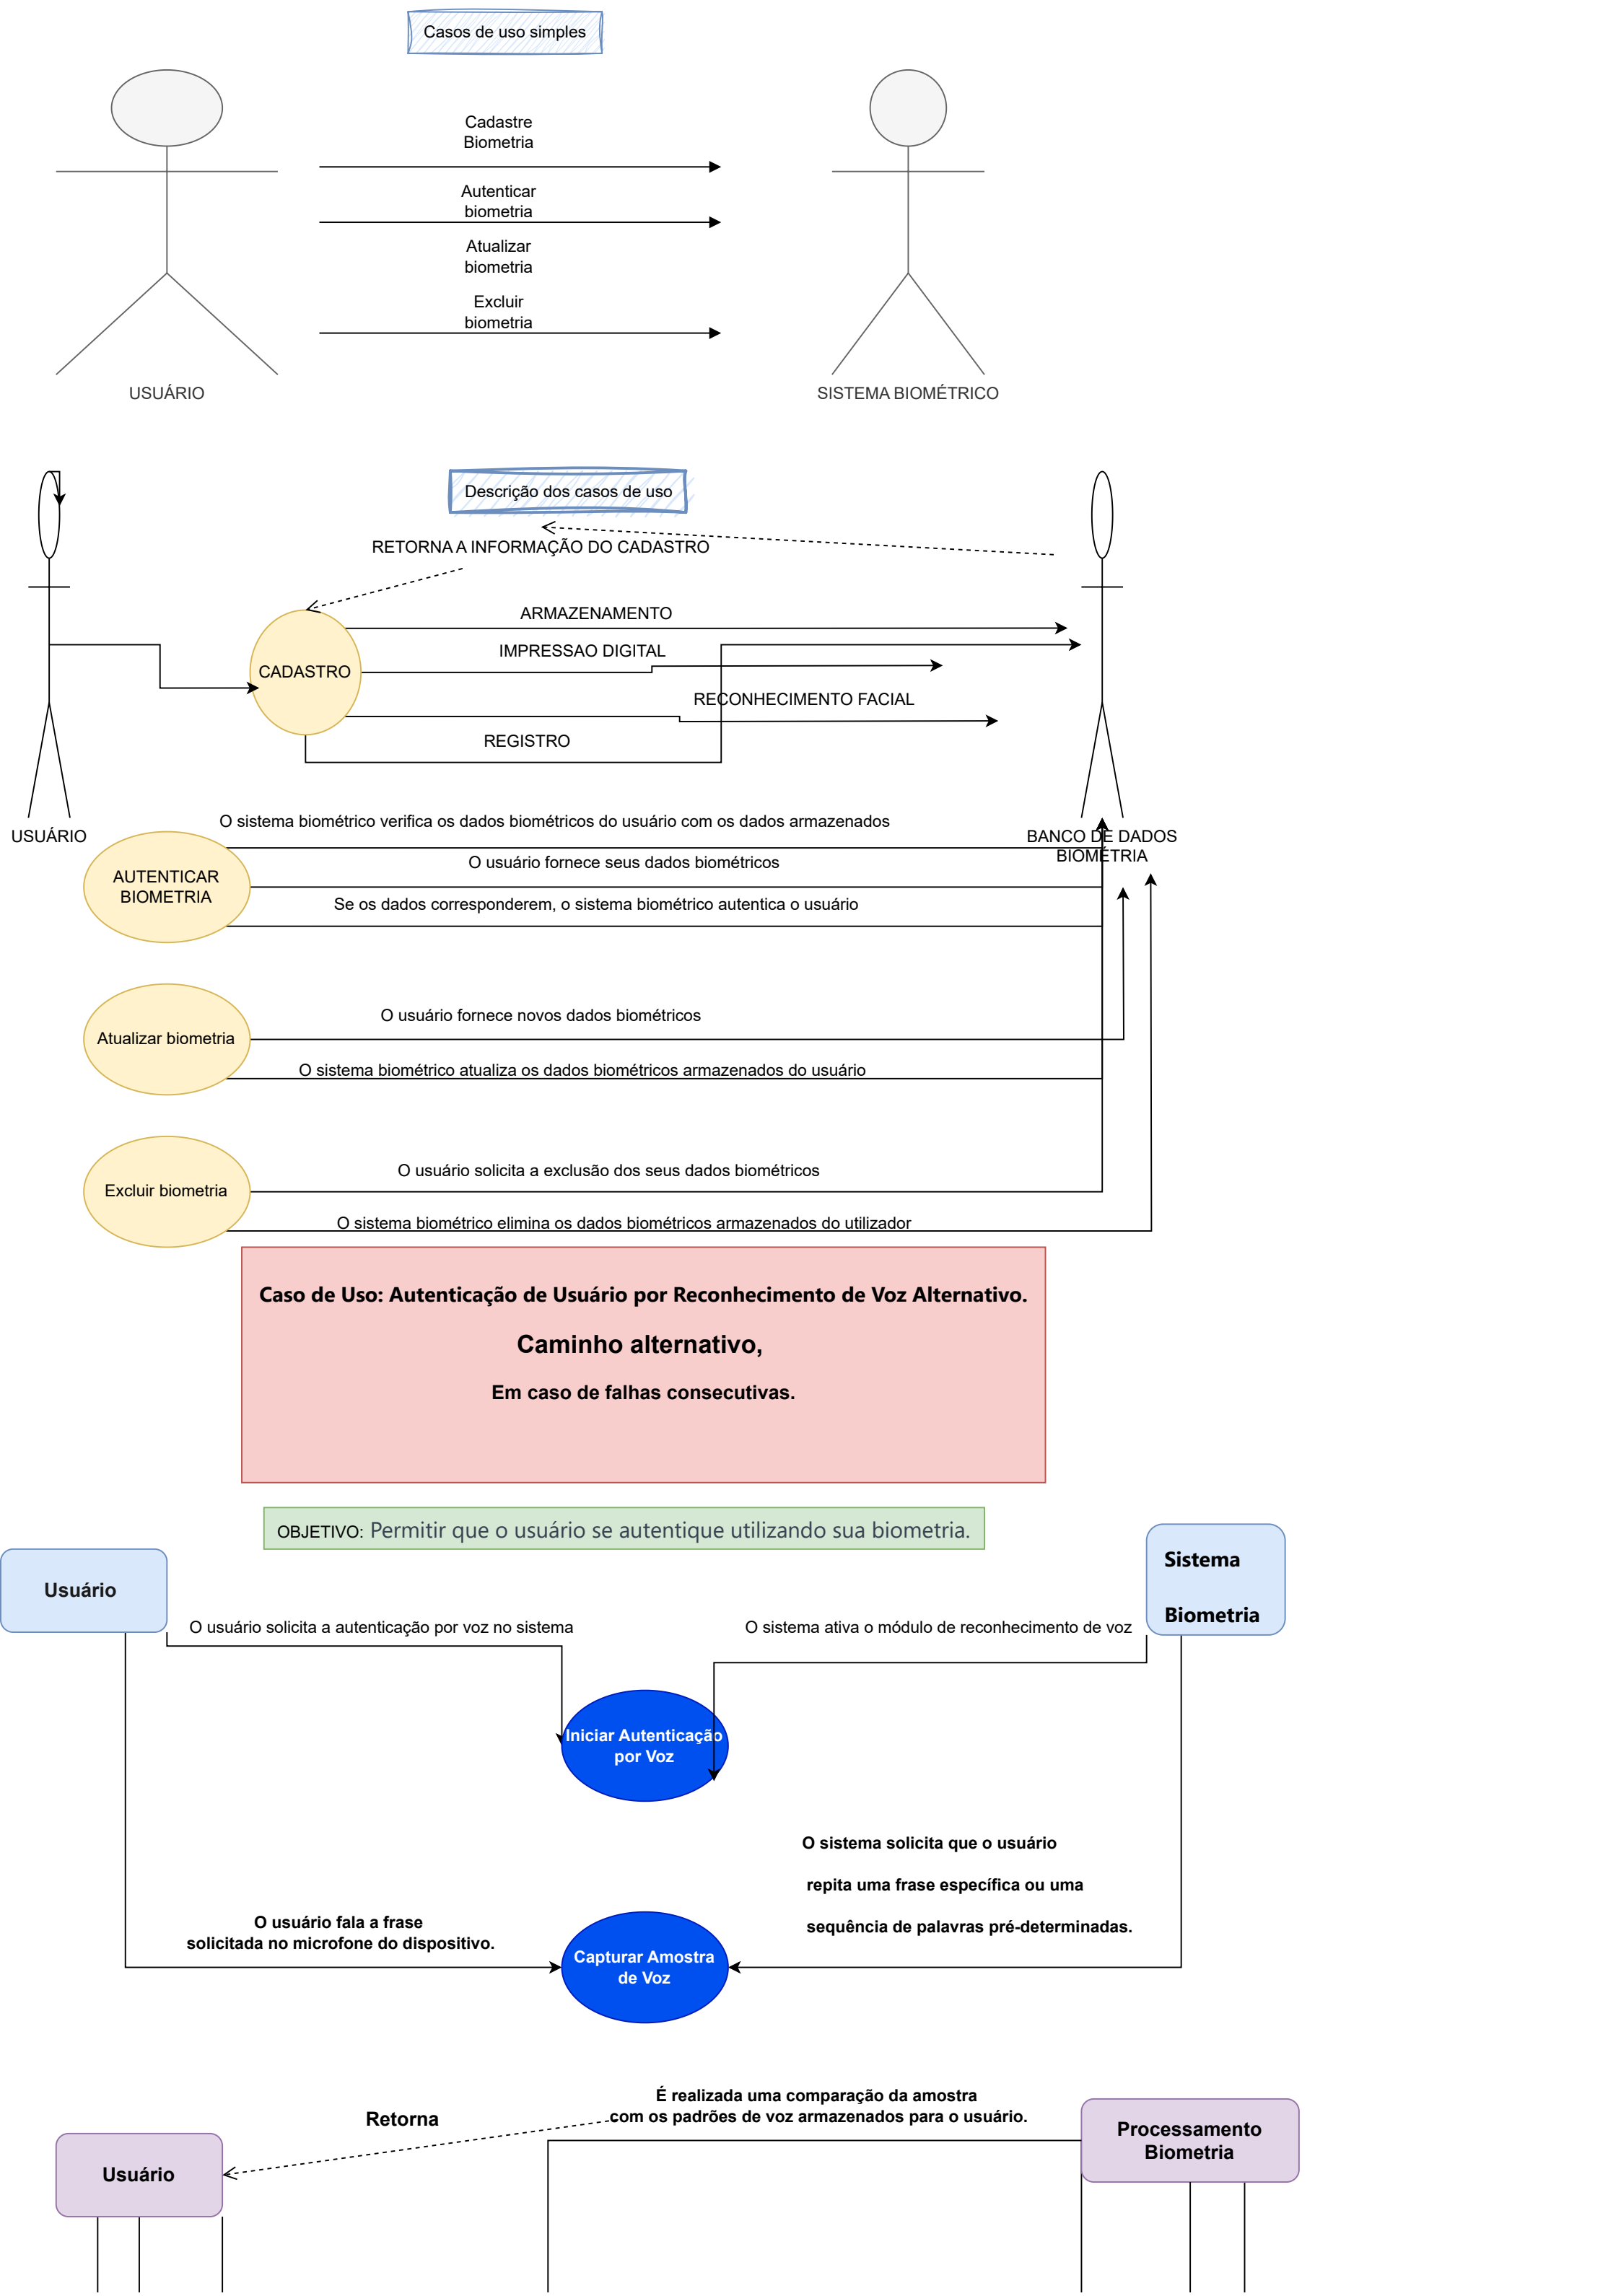 Casos de uso simples
Cadastre
Biometria
Autenticar
biometria
Atualizar
biometria
Excluir
biometria
USUÁRIO
SISTEMA BIOMÉTRICO
Descrição dos casos de uso
RETORNA A INFORMAÇÃO DO CADASTRO
ARMAZENAMENTO
IMPRESSAO DIGITAL
CADASTRO
RECONHECIMENTO FACIAL
REGISTRO
USUÁRIO
BANCO DE DADOS
BIOMÉTRIA
O sistema biométrico verifica os dados biométricos do usuário com os dados armazenados
O usuário fornece seus dados biométricos
AUTENTICAR
BIOMETRIA
Se os dados corresponderem, o sistema biométrico autentica o usuário
O usuário fornece novos dados biométricos
Atualizar biometria
O sistema biométrico atualiza os dados biométricos armazenados do usuário
O usuário solicita a exclusão dos seus dados biométricos
Excluir biometria
O sistema biométrico elimina os dados biométricos armazenados do utilizador
Caso de Uso: Autenticação de Usuário por Reconhecimento de Voz Alternativo.
Caminho alternativo,
Em caso de falhas consecutivas.
OBJETIVO: Permitir que o usuário se autentique utilizando sua biometria.
Usuário
Sistema
Biometria
O usuário solicita a autenticação por voz no sistema
O sistema ativa o módulo de reconhecimento de voz
Iniciar Autenticação
por Voz
O sistema solicita que o usuário
repita uma frase específica ou uma
sequência de palavras pré-determinadas.
O usuário fala a frase
solicitada no microfone do dispositivo.
Capturar Amostra
de Voz
É realizada uma comparação da amostra
com os padrões de voz armazenados para o usuário.
Retorna
Processamento
Biometria
Usuário